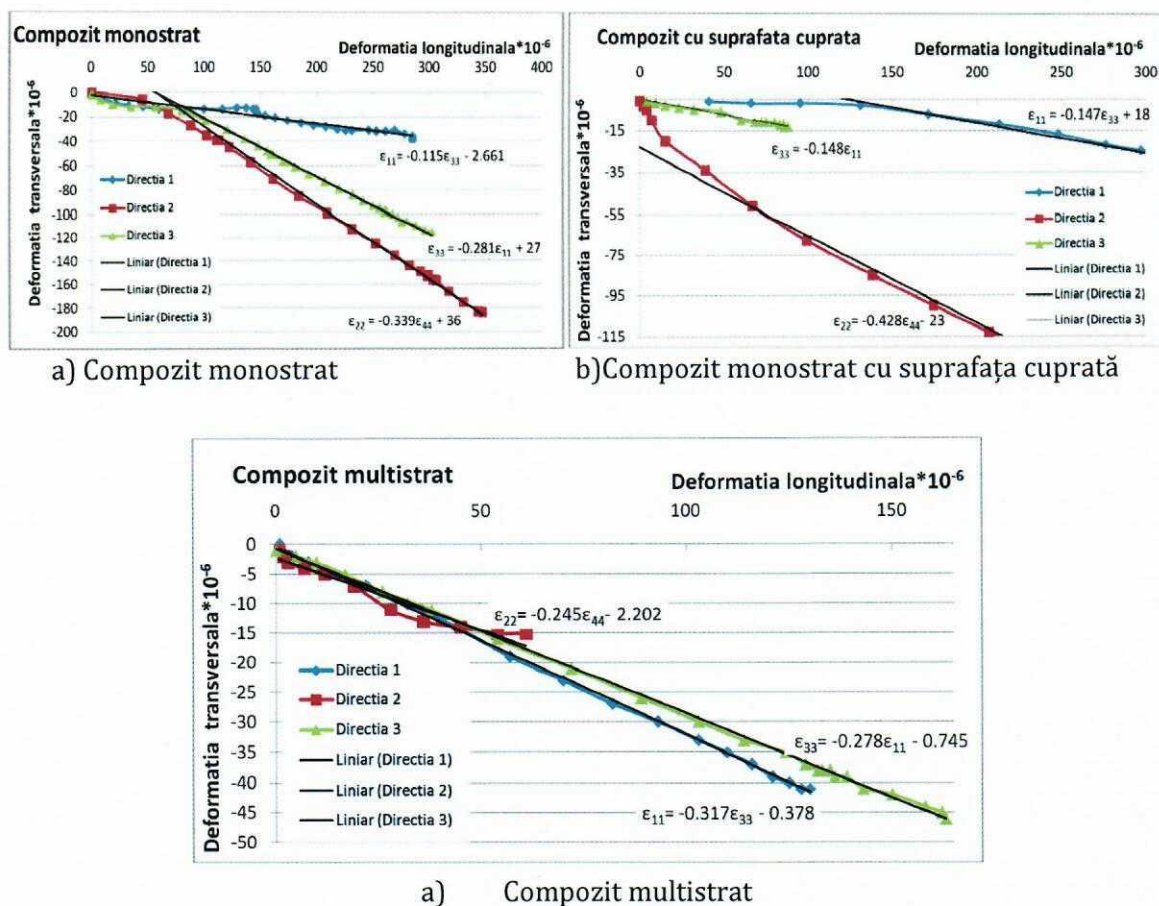 Compozit monostrat
Deformatia longitudinala*10-6
0 50 100 150 200 250 300 350 400
Deformatia transversala*10-6
0
-20
-40
-60
-80
-100
-120
-140
-160
-180
-200
ε11= -0.115ε33 - 2.661
Directia 1
Directia 2
Directia 3
Liniar (Directia 1)
Liniar (Directia 2)
Liniar (Directia 3)
ε33= -0.281ε11 + 27
ε22= -0.339ε44 + 36
a) Compozit monostrat
Compozit cu suprafata cuprata
Deformatia longitudinala*10-6
0 50 100 150 200 250 300
Deformatia transversala*10-6
-15
-35
-55
-75
-95
-115
ε11= -0.147ε33 + 18
ε33= -0.148ε11
Directia 1
Directia 2
Directia 3
Liniar (Directia 1)
Liniar (Directia 2)
Liniar (Directia 3)
ε22= -0.428ε44- 23
b)Compozit monostrat cu suprafața cuprată
Compozit multistrat
Deformatia longitudinala*10-6
0 50 100 150
Deformatia transversala*10-6
0
-5
-10
-15
-20
-25
-30
-35
-40
-45
-50
ε22= -0.245ε44- 2.202
Directia 1
Directia 2
Directia 3
Liniar (Directia 1)
Liniar (Directia 2)
Liniar (Directia 3)
ε33= -0.278ε11 - 0.745
ε11= -0.317ε33 - 0.378
a) Compozit multistrat